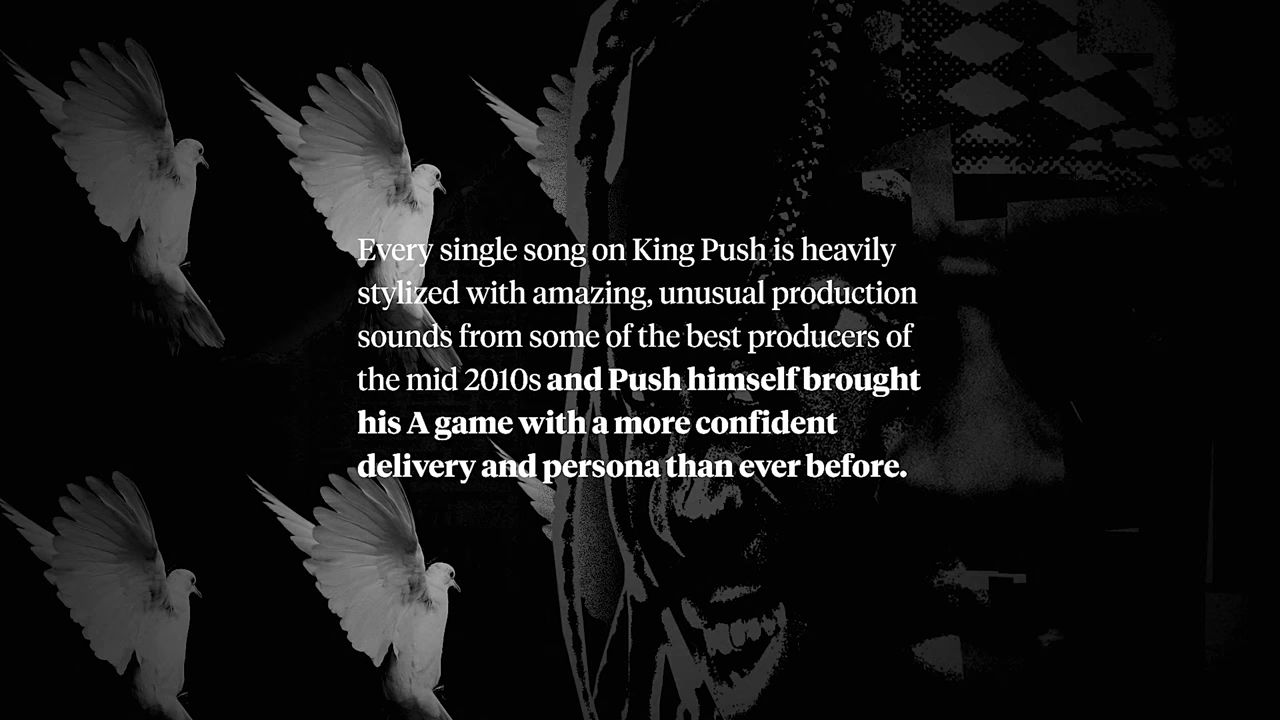 Every single song on King Push is heavily
stylized with amazing, unusual production
sounds from some of the best producers of
the mid 2010s and Push himself brought
his A game with a more confident
delivery and persona than ever before.